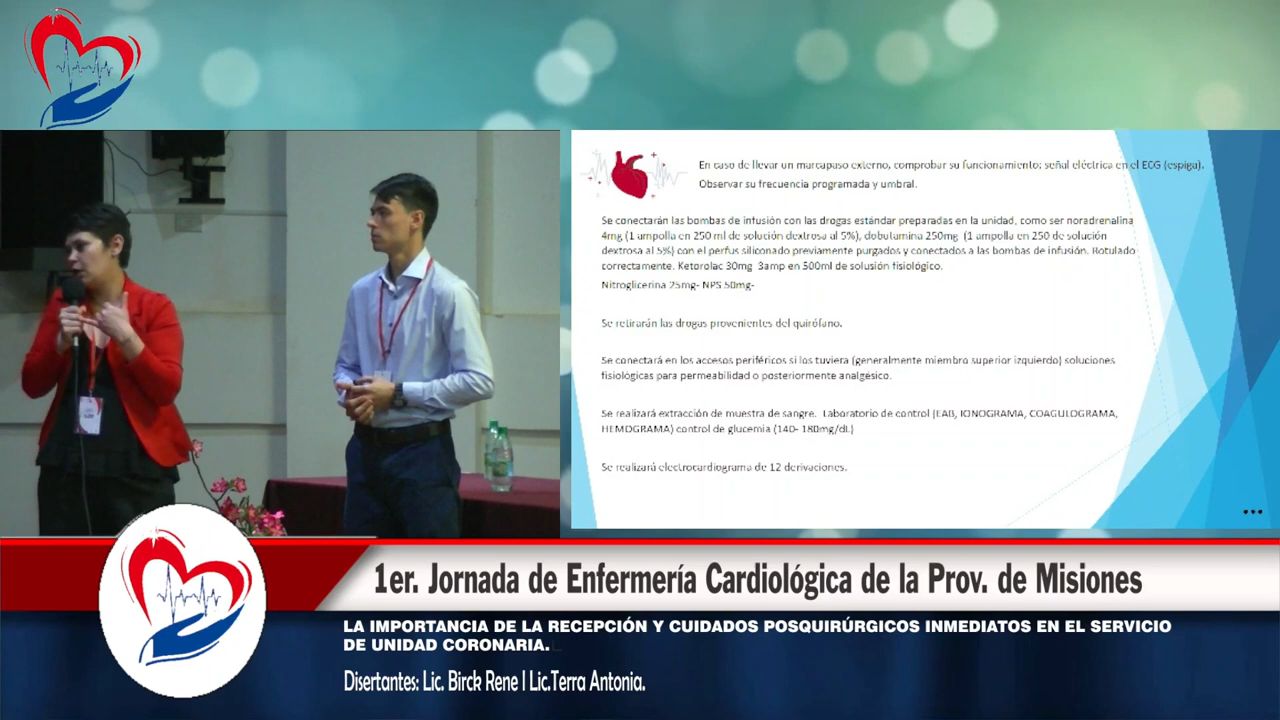 En caso de llevar un marcapaso externo, comprobar su funcionamiento; señal eléctrica en el ECG (espiga).
Observar su frecuencia programada y umbral.
Se conectarán las bombas de infusión con las drogas estándar preparadas en la unidad, como ser noradrenalina
4mg (1 ampolla en 250 ml de solución dextrosa al 5%), dobutamina 250mg (1 ampolla en 250 de solución
dextrosa al 5%) con el perfus siliconado previamente purgados y conectados a las bombas de infusión. Rotulado
correctamente. Ketorolac 30mg 3amp en 500ml de solusión fisiológico.
Nitroglicerina 25mg- NPS 50mg-
Se retirarán las drogas provenientes del quirófano.
Se conectará en los accesos periféricos si los tuviera (generalmente miembro superior izquierdo) soluciones
fisiológicas para permeabilidad o posteriormente analgésico.
Se realizará extracción de muestra de sangre. Laboratorio de control (EAB, IONOGRAMA, COAGULOGRAMA,
HEMOGRAMA) control de glucemia (140- 180mg/dl.)
Se realizará electrocardiograma de 12 derivaciones.
1er. Jornada de Enfermería Cardiológica de la Prov. de Misiones
LA IMPORTANCIA DE LA RECEPCIÓN Y CUIDADOS POSQUIRÚRGICOS INMEDIATOS EN EL SERVICIO
DE UNIDAD CORONARIA.
Disertantes: Lic. Birck Rene I Lic.Terra Antonia.